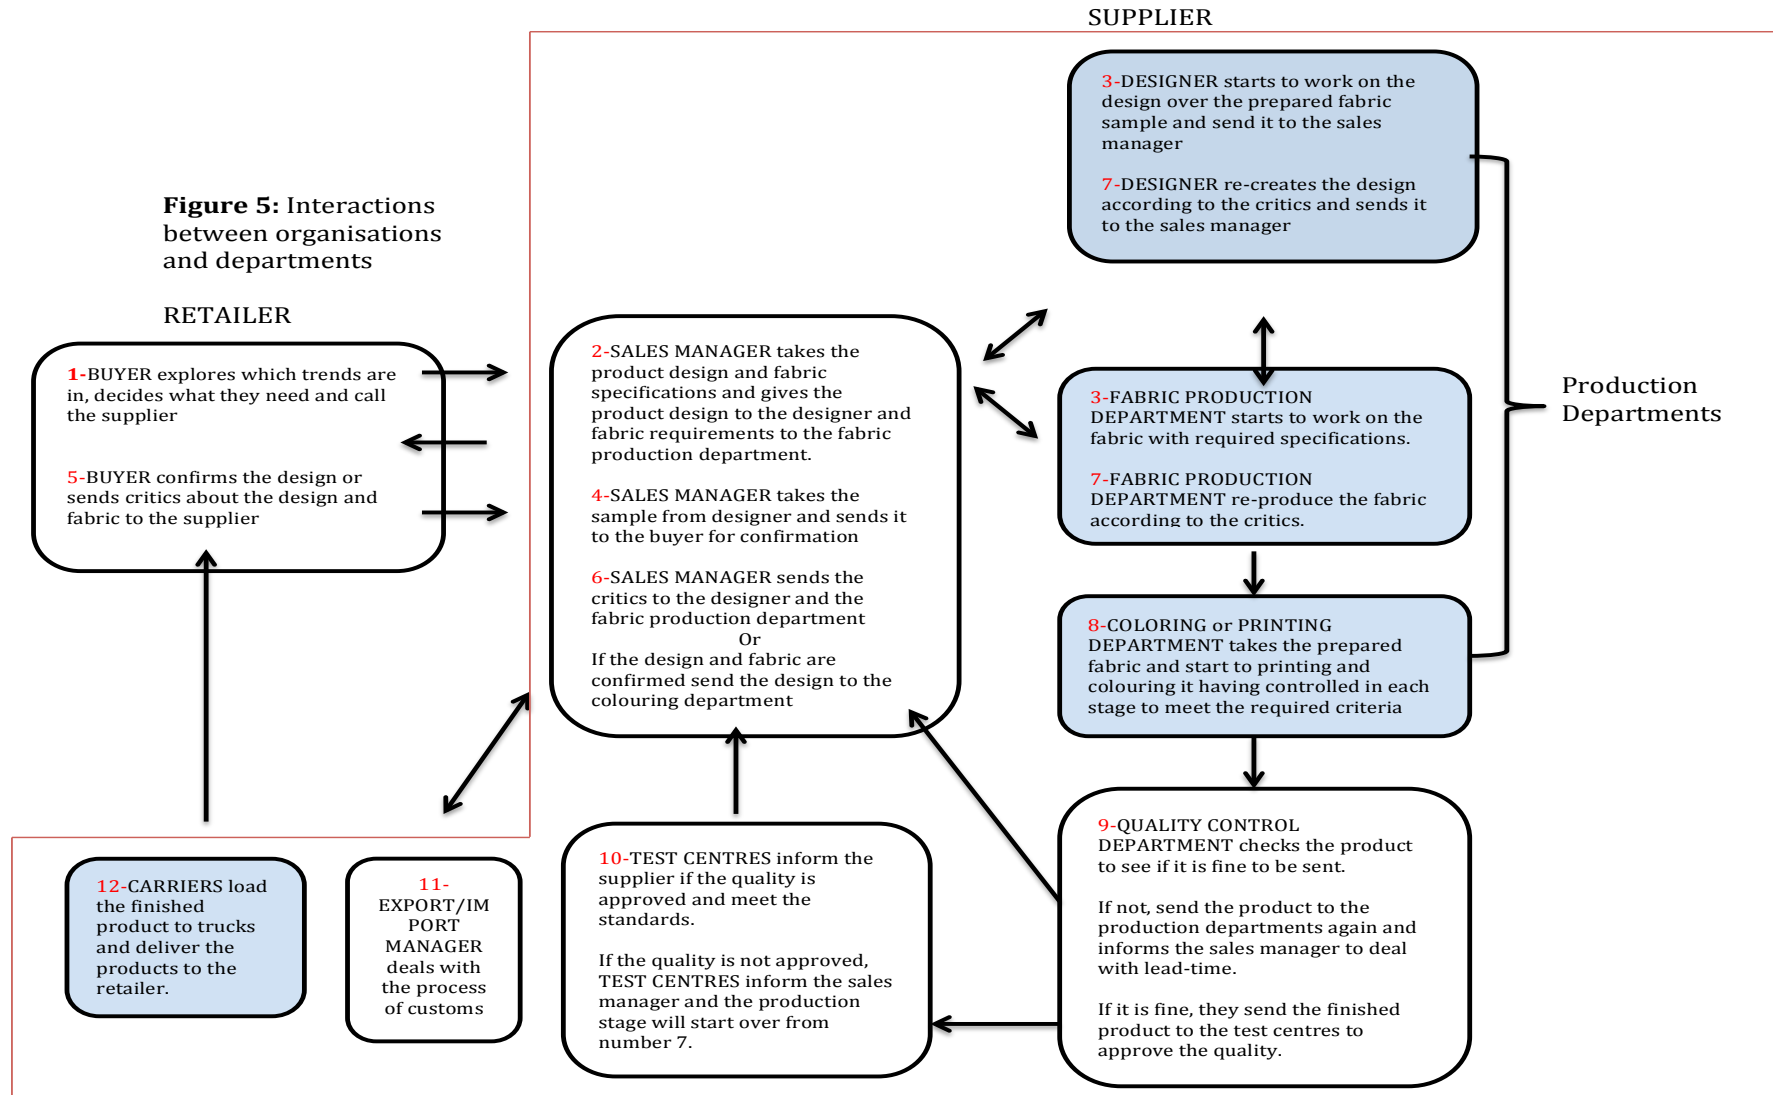 SUPPLIER
Figure 5: Interactions
between organisations
and departments
RETAILER
1-BUYER explores which trends are
in, decides what they need and call
the supplier
5-BUYER confirms the design or
sends critics about the design and
fabric to the supplier
2-SALES MANAGER takes the
product design and fabric
specifications and gives the
product design to the designer and
fabric requirements to the fabric
production department.
4-SALES MANAGER takes the
sample from designer and sends it
to the buyer for confirmation
6-SALES MANAGER sends the
critics to the designer and the
fabric production department
Or
If the design and fabric are
confirmed send the design to the
colouring department
3-DESIGNER starts to work on the
design over the prepared fabric
sample and send it to the sales
manager
7-DESIGNER re-creates the design
according to the critics and sends it
to the sales manager
3-FABRIC PRODUCTION
DEPARTMENT starts to work on the
fabric with required specifications.
7-FABRIC PRODUCTION
DEPARTMENT re-produce the fabric
according to the critics.
Production
Departments
8-COLORING or PRINTING
DEPARTMENT takes the prepared
fabric and start to printing and
colouring it having controlled in each
stage to meet the required criteria
9-QUALITY CONTROL
DEPARTMENT checks the product
to see if it is fine to be sent.
If not, send the product to the
production departments again and
informs the sales manager to deal
with lead-time.
If it is fine, they send the finished
product to the test centres to
approve the quality.
10-TEST CENTRES inform the
supplier if the quality is
approved and meet the
standards.
If the quality is not approved,
TEST CENTRES inform the sales
manager and the production
stage will start over from
number 7.
11-
EXPORT/IM
PORT
MANAGER
deals with
the process
of customs
12-CARRIERS load
the finished
product to trucks
and deliver the
products to the
retailer.